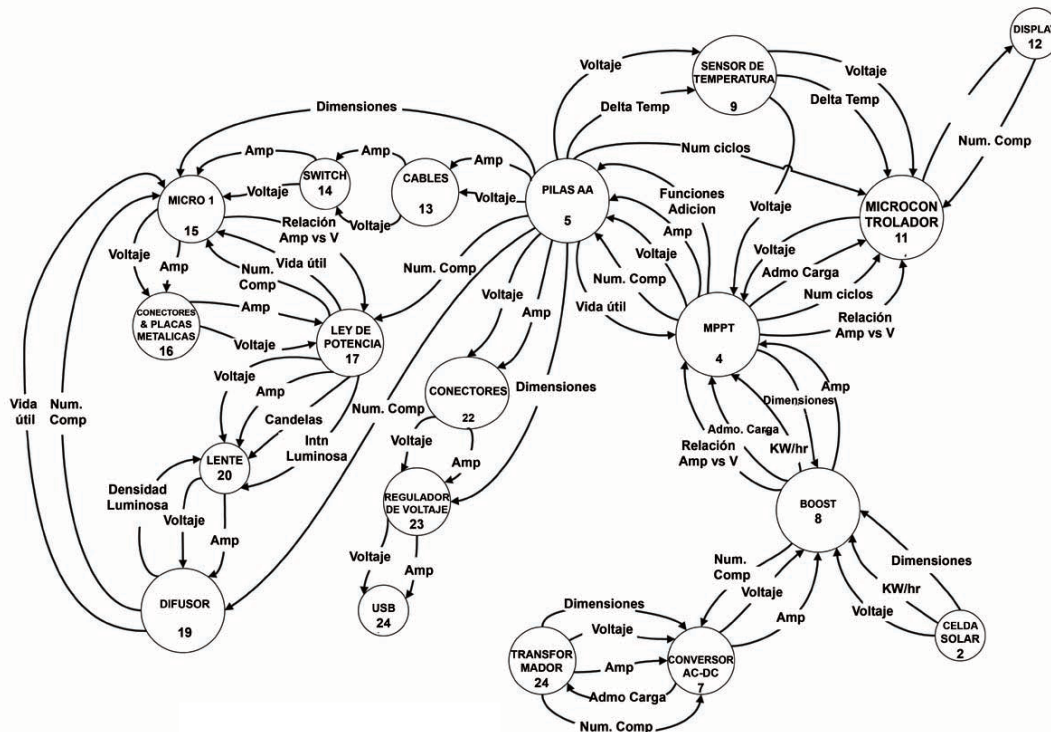 DISPLAY
12
Voltaje
SENSOR DE
TEMPERATURA
9
Voltaje
Delta Temp
Delta Temp
Num. Comp
Dimensiones
Amp
SWITCH
14
Voltaje
Amp
CABLES
13
Voltaje
Amp
Voltaje
PILAS AA
5
Num ciclos
Funciones
Adicion
Amp
Voltaje
Num. Comp
Vida útil
Voltaje
MICROCON
TROLADOR
11
Voltaje
Admo Carga
Num ciclos
Relación
Amp vs V
MICRO 1
15
Relación
Amp vs V
Vida útil
Num.
Comp
Voltaje
Amp
CONECTORES
& PLACAS
METALICAS
16
Amp
Voltaje
LEY DE
POTENCIA
17
Num. Comp
Voltaje
Amp
Dimensiones
MPPT
4
Voltaje
Amp
Candelas
Intn
Luminosa
Num. Comp
CONECTORES
22
Voltaje
Amp
Dimensiones
Amp
Admo. Carga
KW/hr
Relación
Amp vs V
Vida
útil
Num.
Comp
LENTE
20
Densidad
Luminosa
Voltaje
Amp
REGULADOR
DE VOLTAJE
23
Voltaje
Amp
USB
24
BOOST
8
DIFUSOR
19
Num.
Comp
Voltaje
Amp
Dimensiones
KW/hr
Voltaje
CELDA
SOLAR
2
Dimensiones
Voltaje
TRANSFOR
MADOR
24
Amp
Admo Carga
Num. Comp
CONVERSOR
AC-DC
7